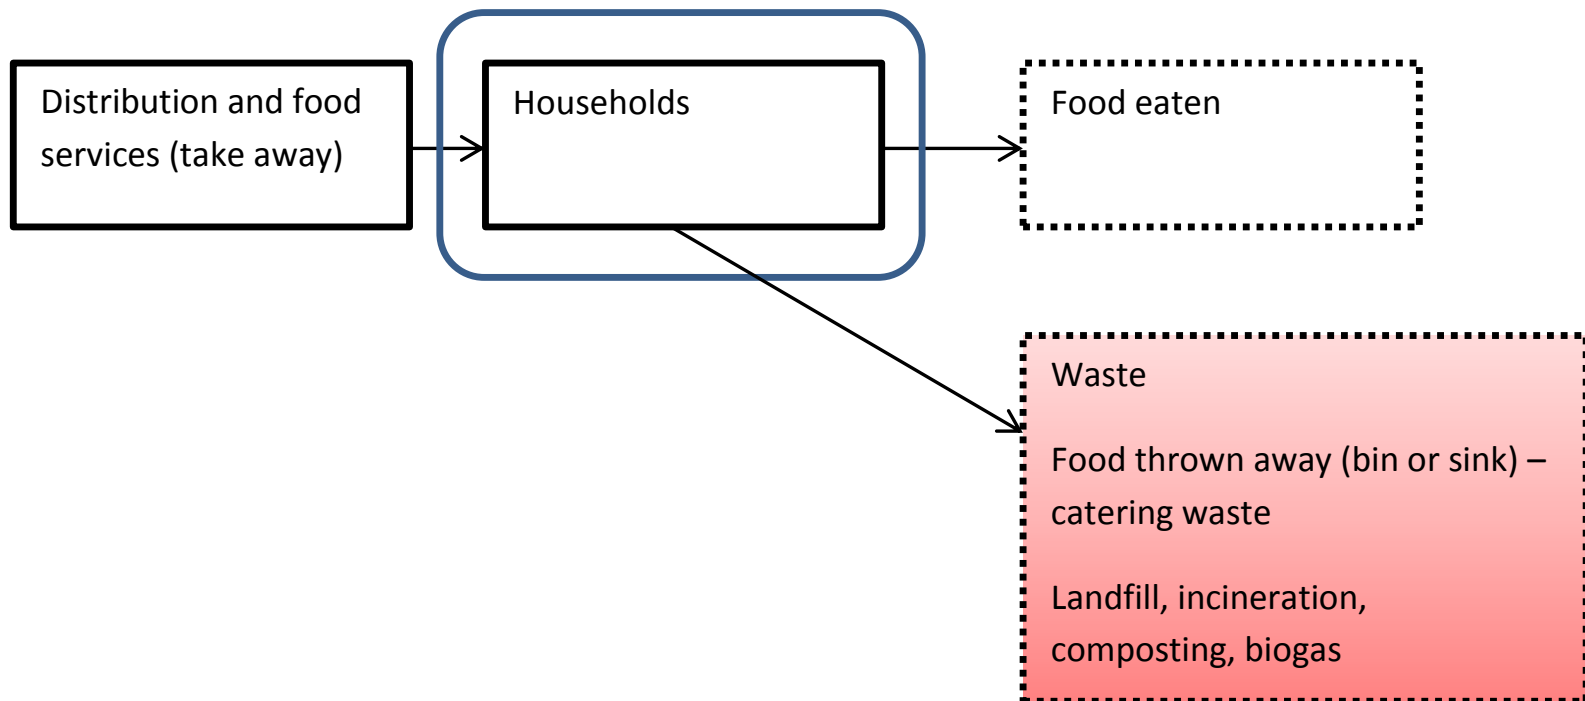 Distribution and food
services (take away)
Households
Food eaten
Waste
Food thrown away (bin or sink) –
catering waste
Landfill, incineration,
composting, biogas